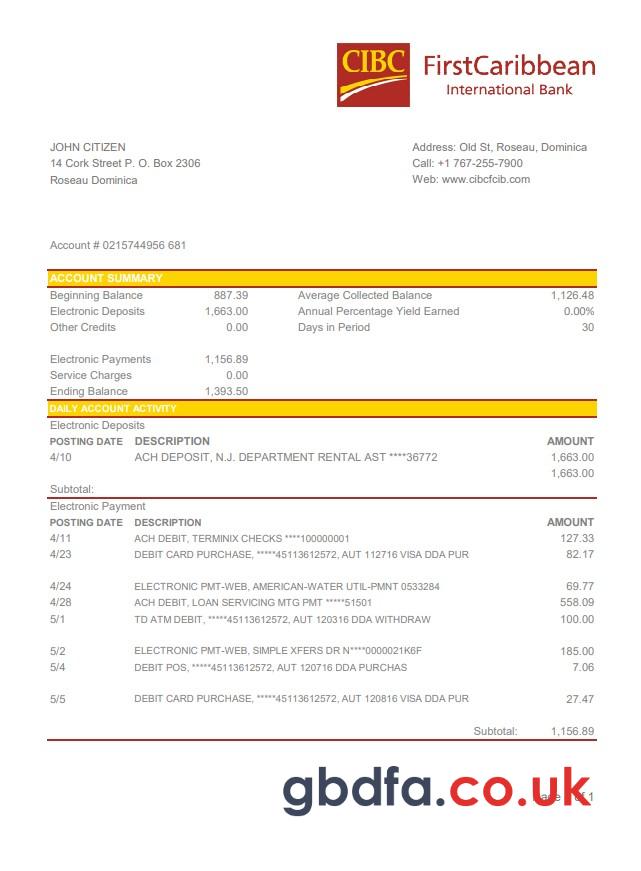 CIBC FirstCaribbean
International Bank
JOHN CITIZEN
14 Cork Street P. O. Box 2306
Roseau Dominica
Address: Old St, Roseau, Dominica
Call: +1 767-255-7900
Web: www.cibcfcib.com
Account # 0215744956 681
ACCOUNT SUMMARY
Beginning Balance 887.39 Average Collected Balance 1,126.48
Electronic Deposits 1,663.00 Annual Percentage Yield Earned 0.00%
Other Credits 0.00 Days in Period 30
Electronic Payments 1,156.89
Service Charges 0.00
Ending Balance 1,393.50
DAILY ACCOUNT ACTIVITY
Electronic Deposits
POSTING DATE DESCRIPTION AMOUNT
4/10 ACH DEPOSIT, N.J. DEPARTMENT RENTAL AST ****36772 1,663.00
1,663.00
Subtotal:
Electronic Payment
POSTING DATE DESCRIPTION AMOUNT
4/11 ACH DEBIT, TERMINIX CHECKS ****100000001 127.33
4/23 DEBIT CARD PURCHASE, *****45113612572, AUT 112716 VISA DDA PUR 82.17
4/24 ELECTRONIC PMT-WEB, AMERICAN-WATER UTIL-PMNT 0533284 69.77
4/28 ACH DEBIT, LOAN SERVICING MTG PMT *****51501 558.09
5/1 TD ATM DEBIT, *****45113612572, AUT 120316 DDA WITHDRAW 100.00
5/2 ELECTRONIC PMT-WEB, SIMPLE XFERS DR N****0000021K6F 185.00
5/4 DEBIT POS, *****45113612572, AUT 120716 DDA PURCHAS 7.06
5/5 DEBIT CARD PURCHASE, *****45113612572, AUT 120816 VISA DDA PUR 27.47
Subtotal: 1,156.89
gbdfa.co.uk
of 1